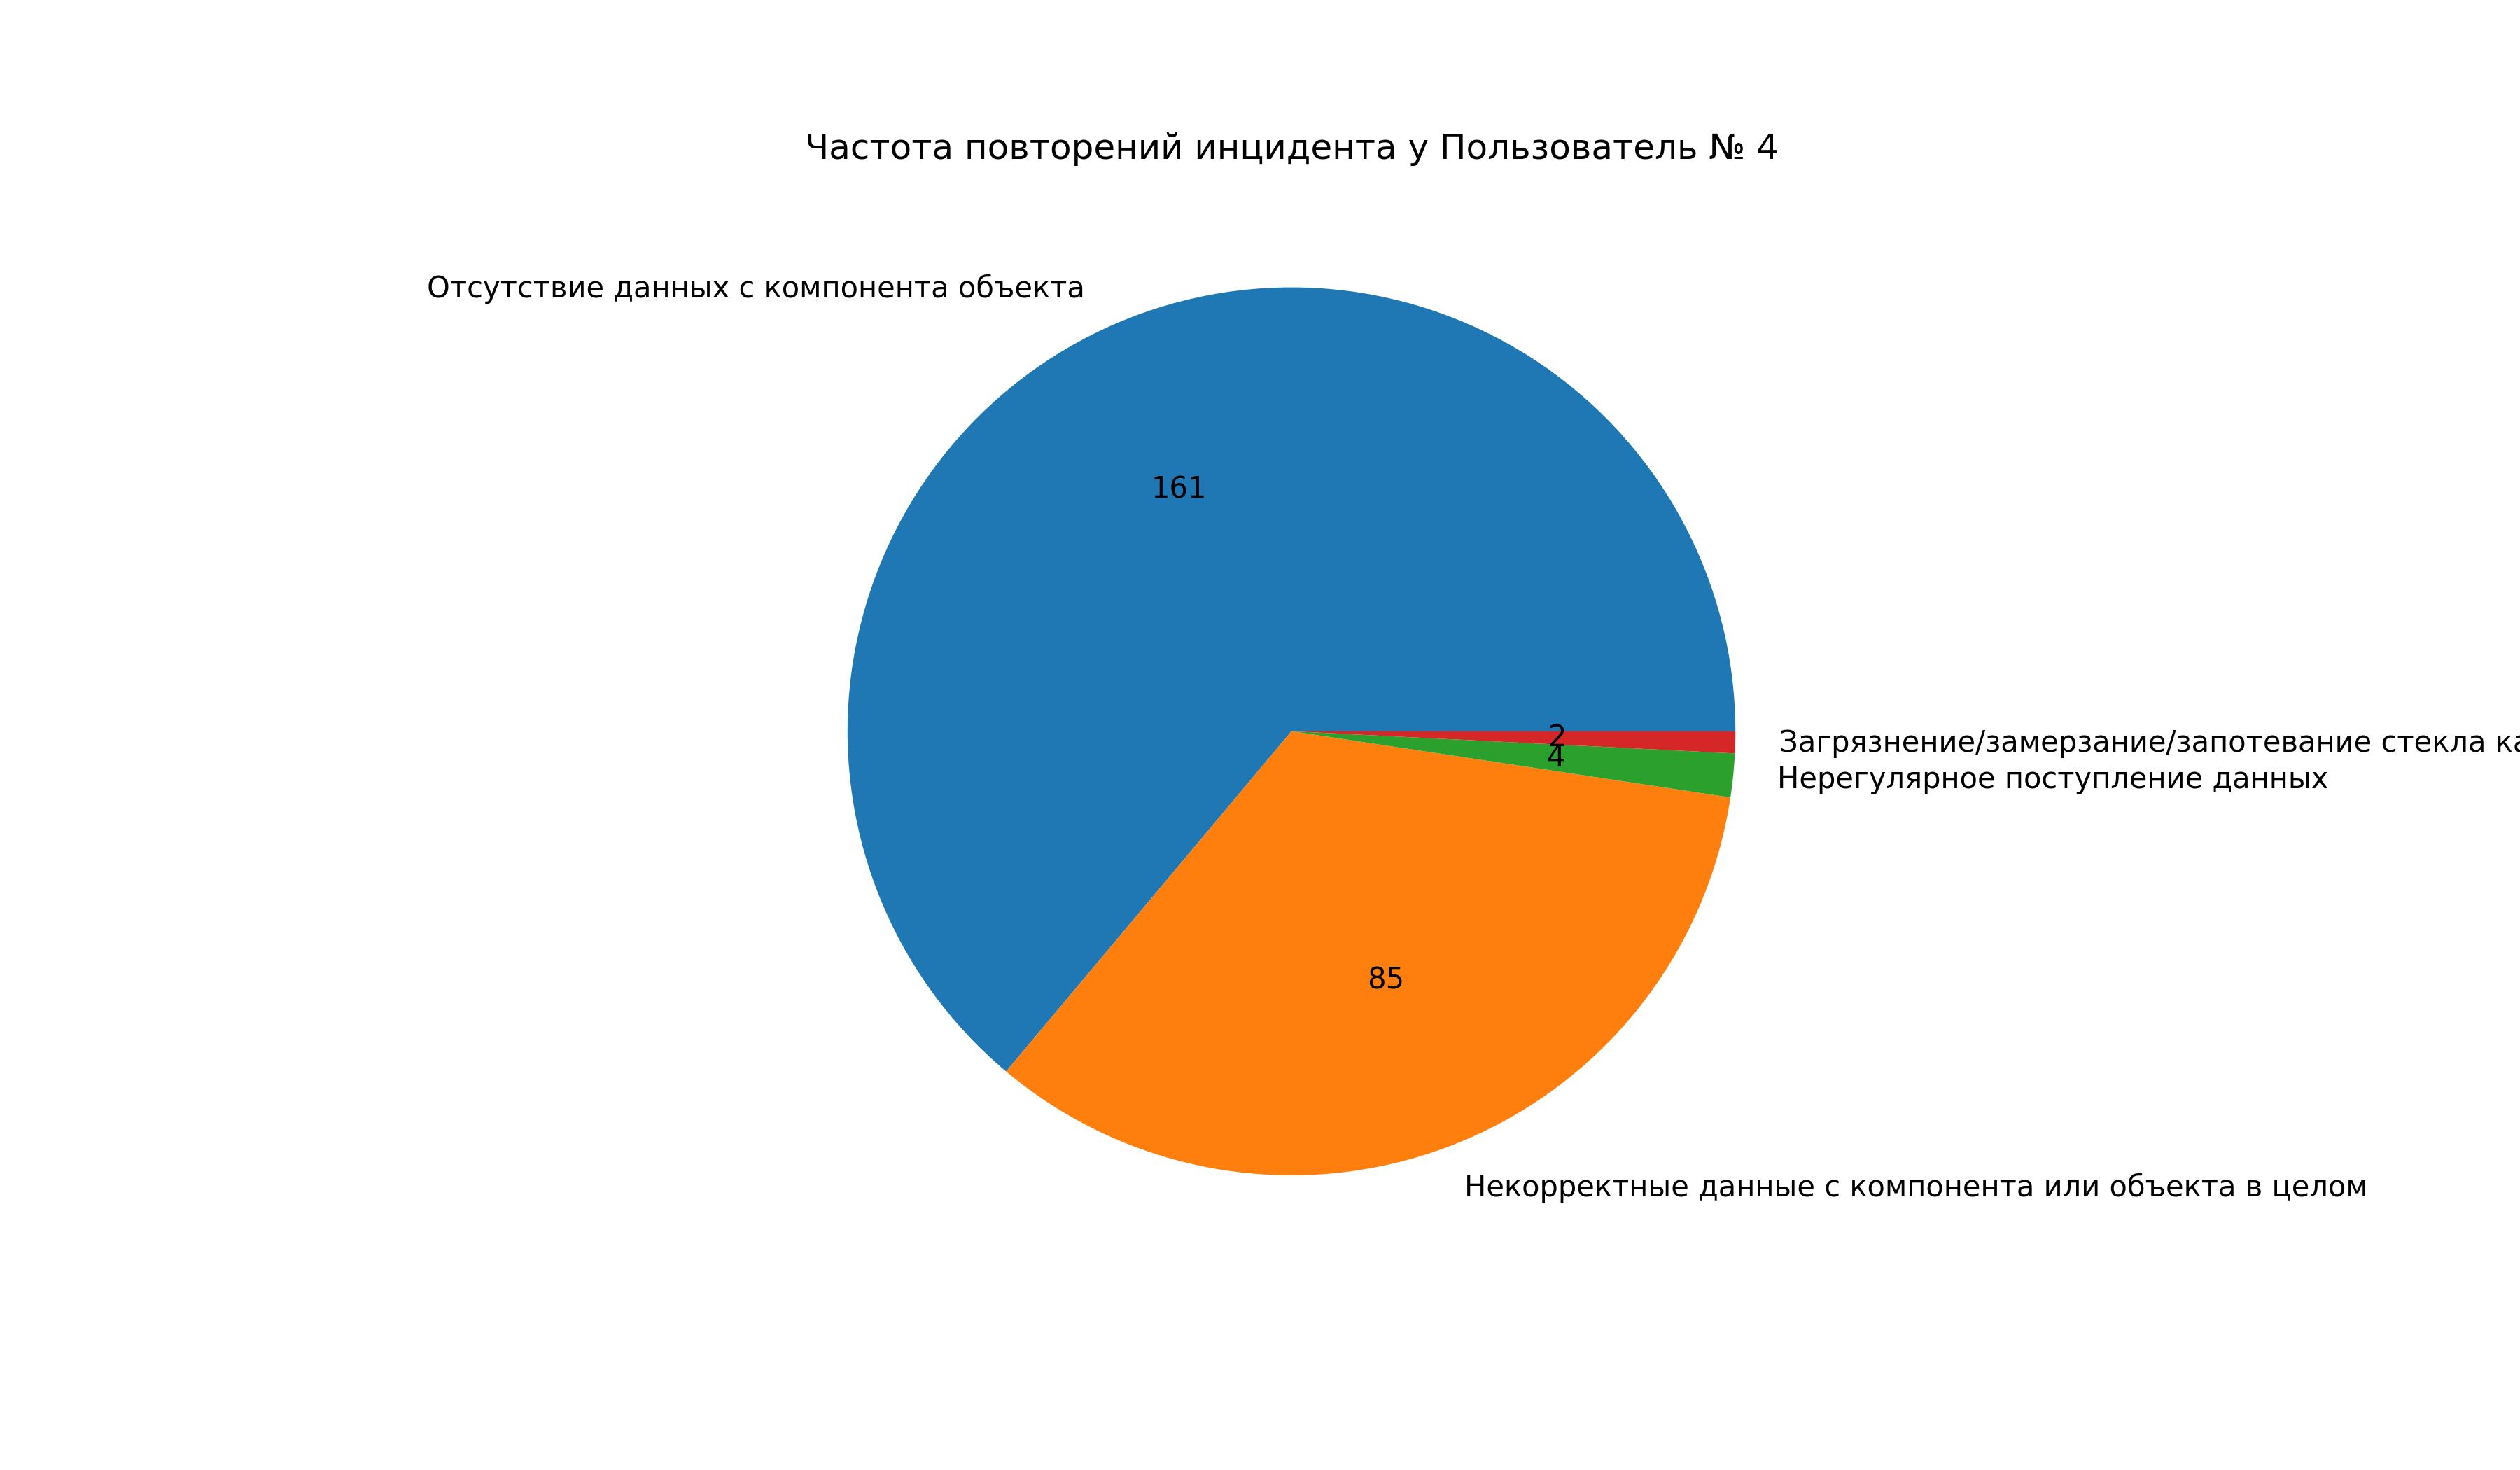 Частота повторений инцидента у Пользователь № 4
Отсутствие данных с компонента объекта
161
2
Загрязнение/замерзание/запотевание стекла
4
Нерегулярное поступление данных
85
Некорректные данные с компонента или объекта в целом